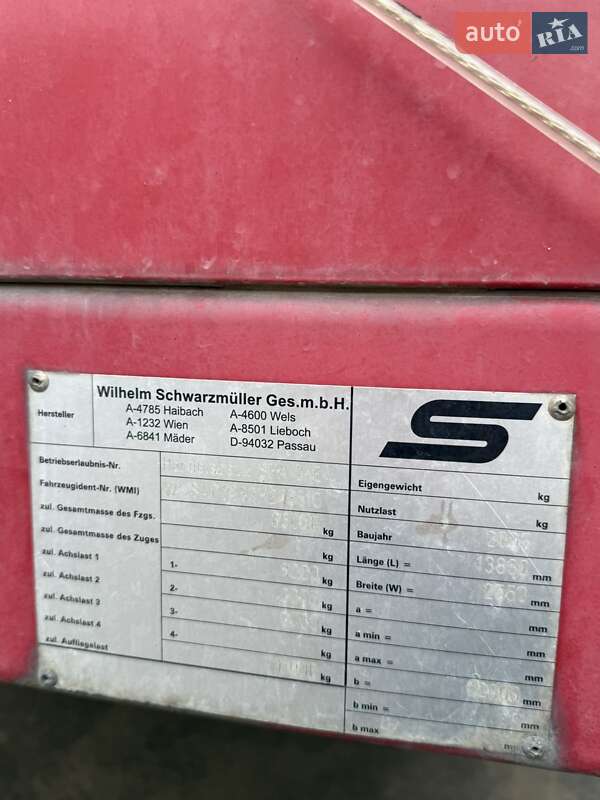 auto RIA.com
Hersteller
Wilhelm Schwarzmüller Ges.m.b.H.
A-4785 Haibach A-4600 Wels
A-1232 Wien A-8501 Lieboch
A-6841 Mäder D-94032 Passau
S
Betriebserlaubnis-Nr.
Fahrzeugident-Nr. (WMI)
zul. Gesamtmasse des Fzgs. kg
zul. Gesamtmasse des Zuges kg
zul. Achslast 1 1- kg
zul. Achslast 2 2- kg
zul. Achslast 3 3- kg
zul. Achslast 4 4- kg
zul. Aufliegelast kg
Eigengewicht kg
Nutzlast kg
Baujahr
Länge (L) = mm
Breite (W) = mm
a = mm
a min = mm
a max = mm
b = mm
b min = mm
b max mm